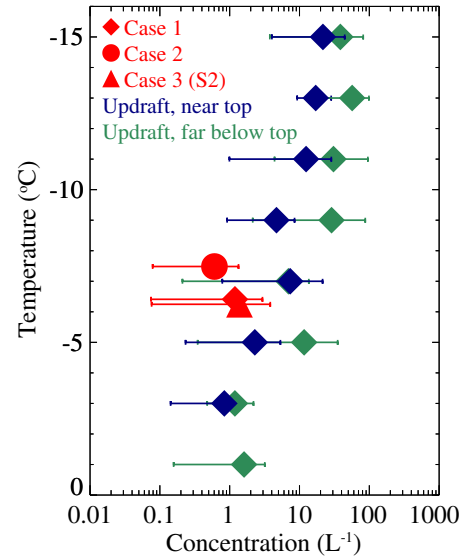 Case 1
Case 2
Case 3 (S2)
Updraft, near top
Updraft, far below top
-15
-10
-5
0
Temperature (°C)
0.01 0.1 1 10 100 1000
Concentration (L⁻¹)